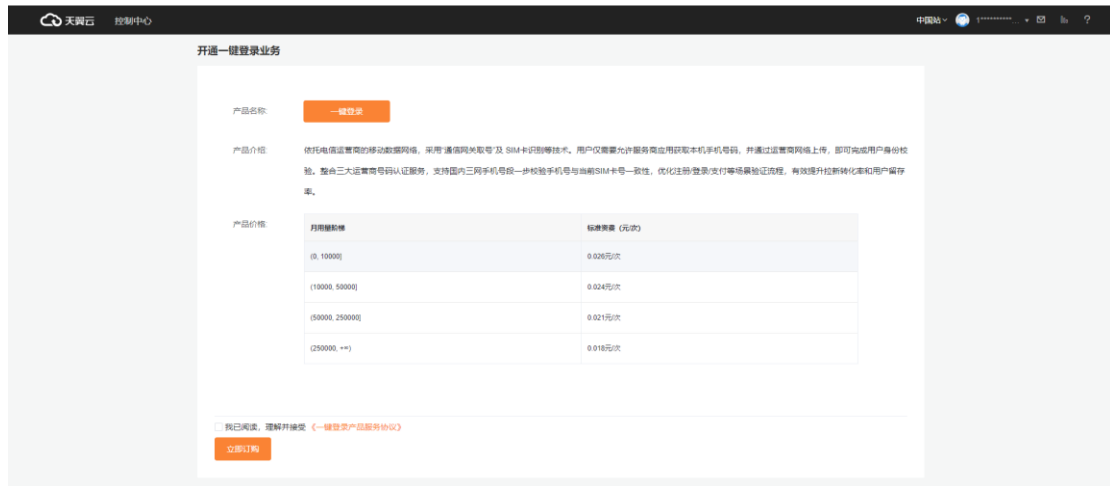 天翼云 控制中心 中国站 1**********...
开通一键登录业务
产品名称: 一键登录
产品介绍: 依托电信运营商的移动数据网络，采用“通信网关取号”及 SIM卡识别等技术。用户仅需要允许服务商应用获取本机手机号码，并通过运营商网络上传，即可完成用户身份校
验。整合三大运营商号码认证服务，支持国内三网手机号段一步校验手机号与当前SIM卡号一致性，优化注册/登录/支付等场景验证流程，有效提升拉新转化率和用户留存
率。
产品价格: 月用量阶梯 标准资费（元/次）
(0, 10000] 0.026元/次
(10000, 50000] 0.024元/次
(50000, 250000] 0.021元/次
(250000, +∞) 0.018元/次
我已阅读，理解并接受 《一键登录产品服务协议》
立即订购